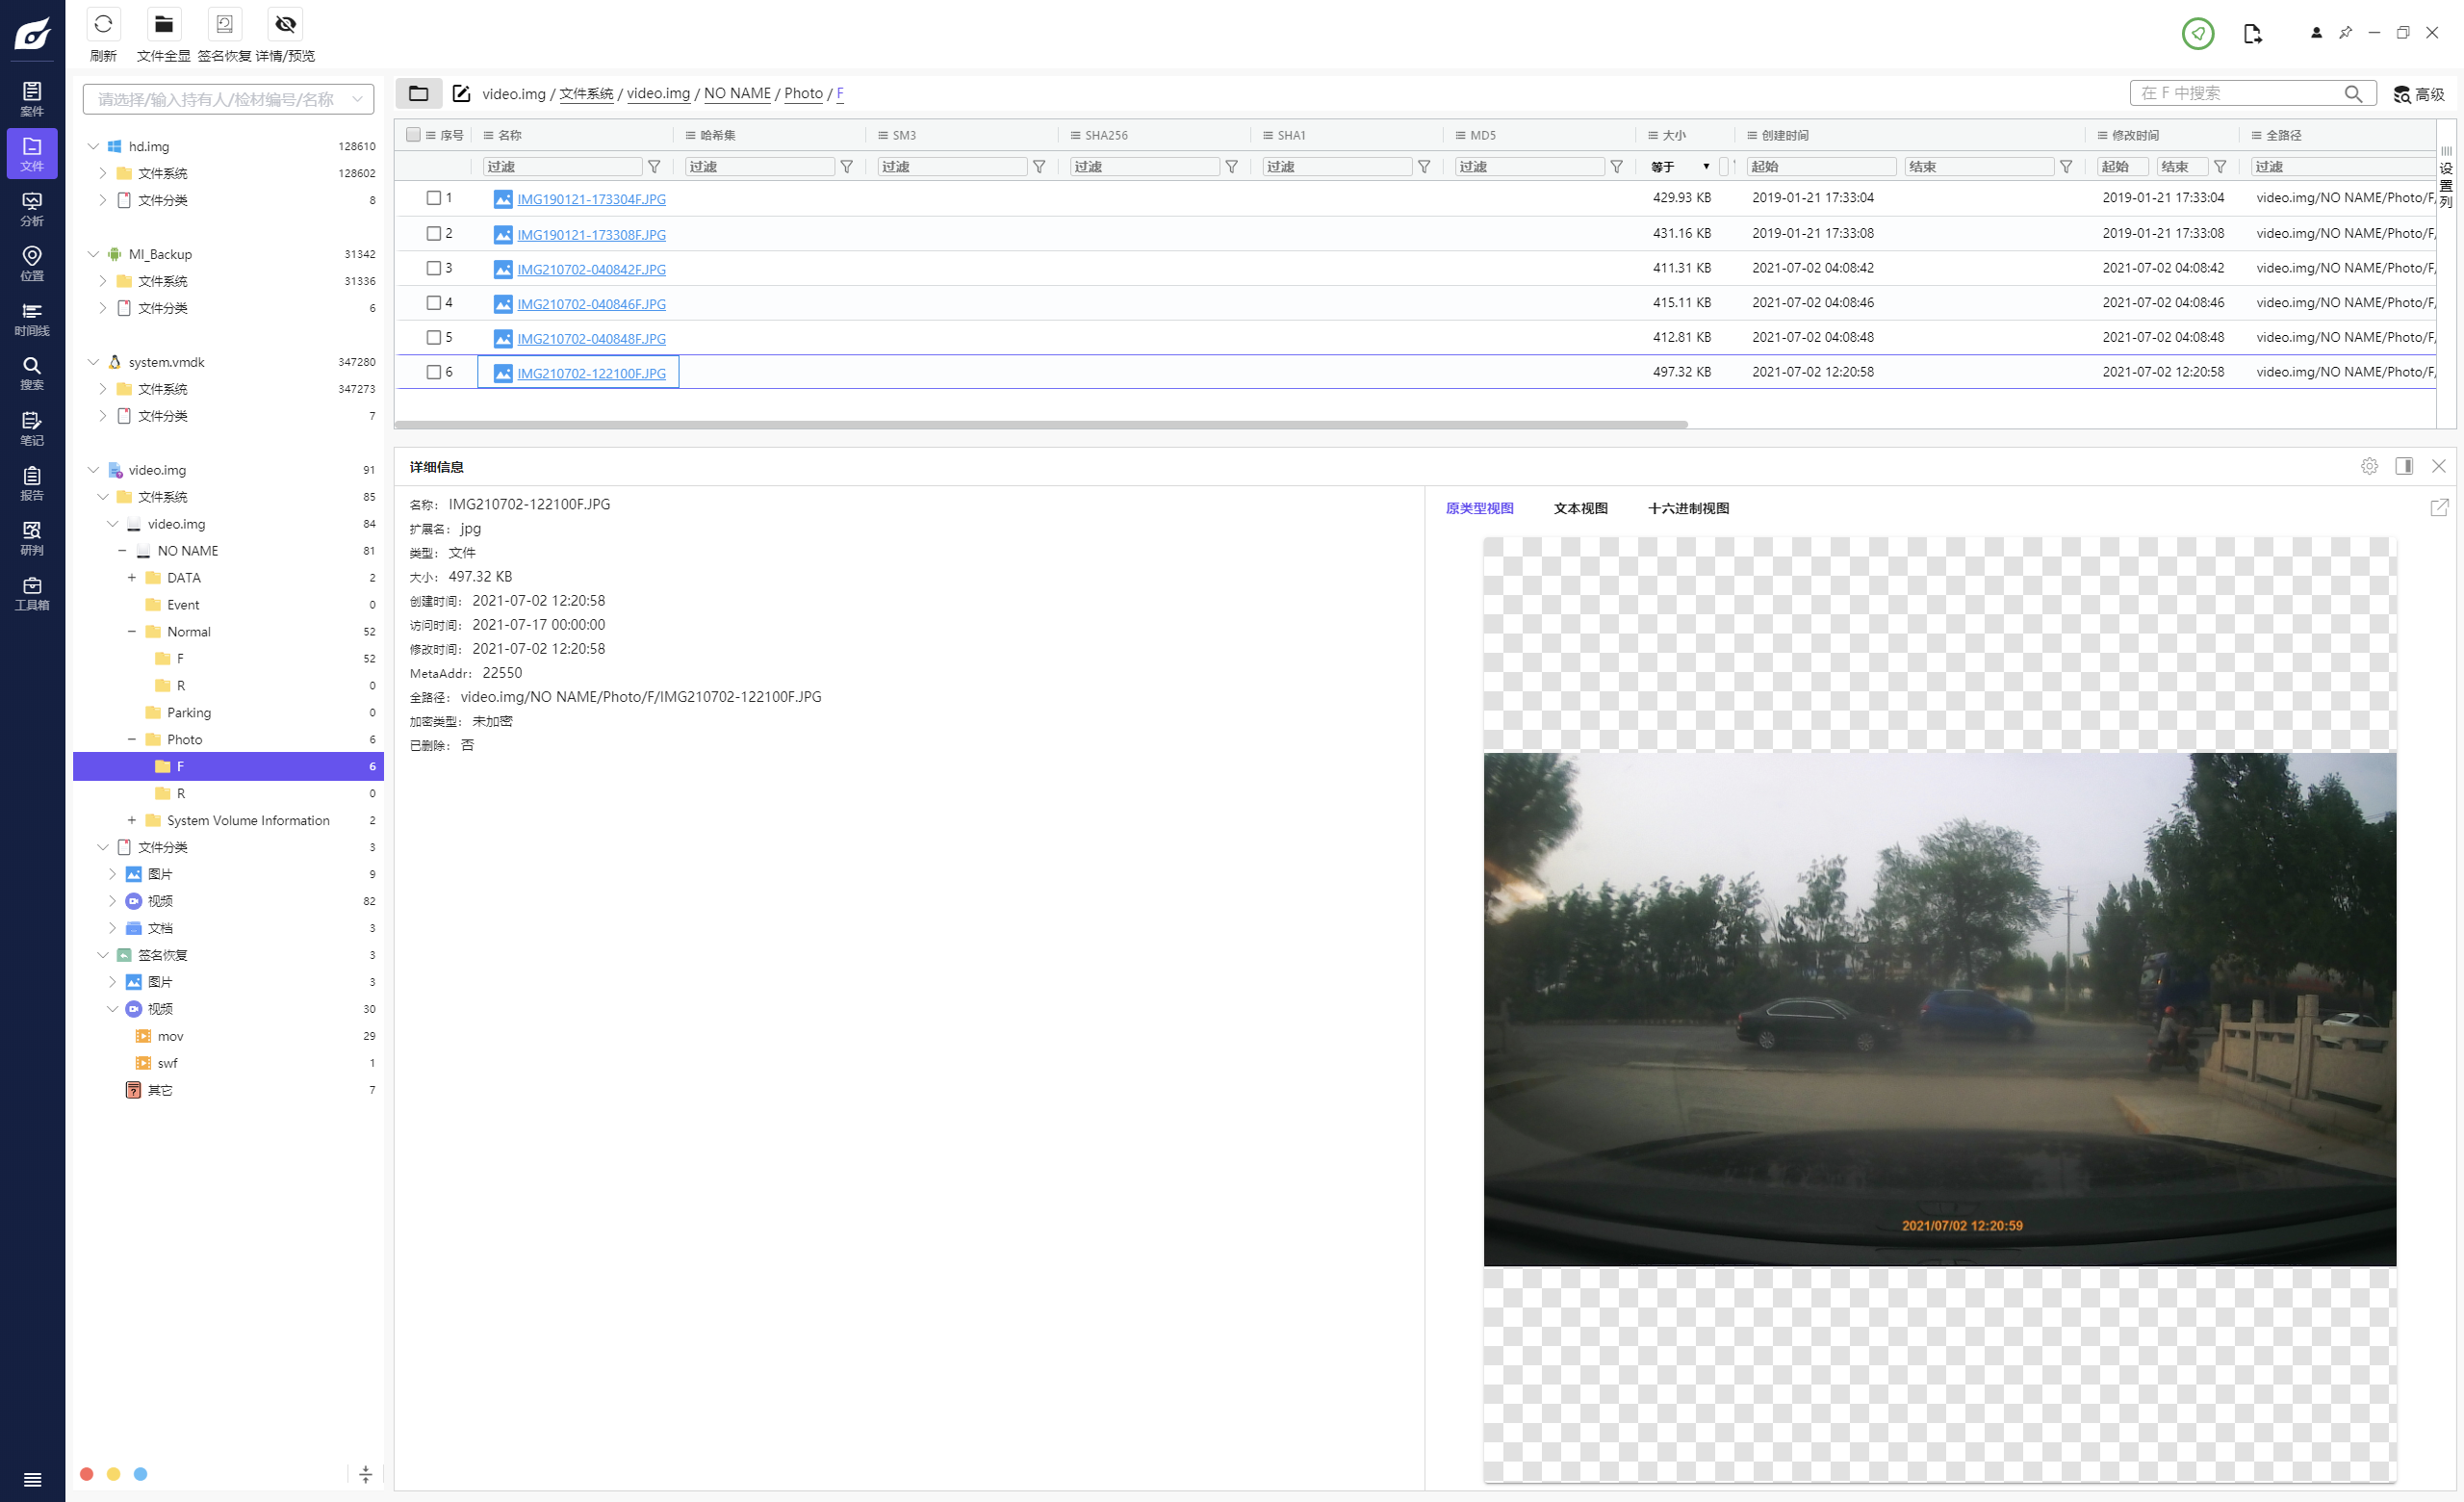 刷新 文件全显 签名恢复 详情/预览
案件
文件
分析
位置
时间线
搜索
笔记
报告
研判
工具箱
请选择/输入持有人/检材编号/名称
hd.img 128610
文件系统 128602
文件分类 8
MI_Backup 31342
文件系统 31336
文件分类 6
system.vmdk 347280
文件系统 347273
文件分类 7
video.img 91
文件系统 85
video.img 84
NO NAME 81
DATA 2
Event 0
Normal 52
F 52
R 0
Parking 0
Photo 6
F 6
R 0
System Volume Information 2
文件分类 3
图片 9
视频 82
文档 3
签名恢复 3
图片 3
视频 30
mov 29
swf 1
其它 7
video.img / 文件系统 / video.img / NO NAME / Photo / F
在 F 中搜索 高级
序号 名称 哈希集 SM3 SHA256 SHA1 MD5 大小 创建时间 修改时间 全路径
过滤 过滤 过滤 过滤 过滤 过滤 等于 起始 结束 起始 结束 过滤
设置列
1 IMG190121-173304F.JPG 429.93 KB 2019-01-21 17:33:04 2019-01-21 17:33:04 video.img/NO NAME/Photo/F/
2 IMG190121-173308F.JPG 431.16 KB 2019-01-21 17:33:08 2019-01-21 17:33:08 video.img/NO NAME/Photo/F/
3 IMG210702-040842F.JPG 411.31 KB 2021-07-02 04:08:42 2021-07-02 04:08:42 video.img/NO NAME/Photo/F/
4 IMG210702-040846F.JPG 415.11 KB 2021-07-02 04:08:46 2021-07-02 04:08:46 video.img/NO NAME/Photo/F/
5 IMG210702-040848F.JPG 412.81 KB 2021-07-02 04:08:48 2021-07-02 04:08:48 video.img/NO NAME/Photo/F/
6 IMG210702-122100F.JPG 497.32 KB 2021-07-02 12:20:58 2021-07-02 12:20:58 video.img/NO NAME/Photo/F/
详细信息
名称: IMG210702-122100F.JPG
扩展名: jpg
类型: 文件
大小: 497.32 KB
创建时间: 2021-07-02 12:20:58
访问时间: 2021-07-17 00:00:00
修改时间: 2021-07-02 12:20:58
MetaAddr: 22550
全路径: video.img/NO NAME/Photo/F/IMG210702-122100F.JPG
加密类型: 未加密
已删除: 否
原类型视图 文本视图 十六进制视图
2021/07/02 12:20:59